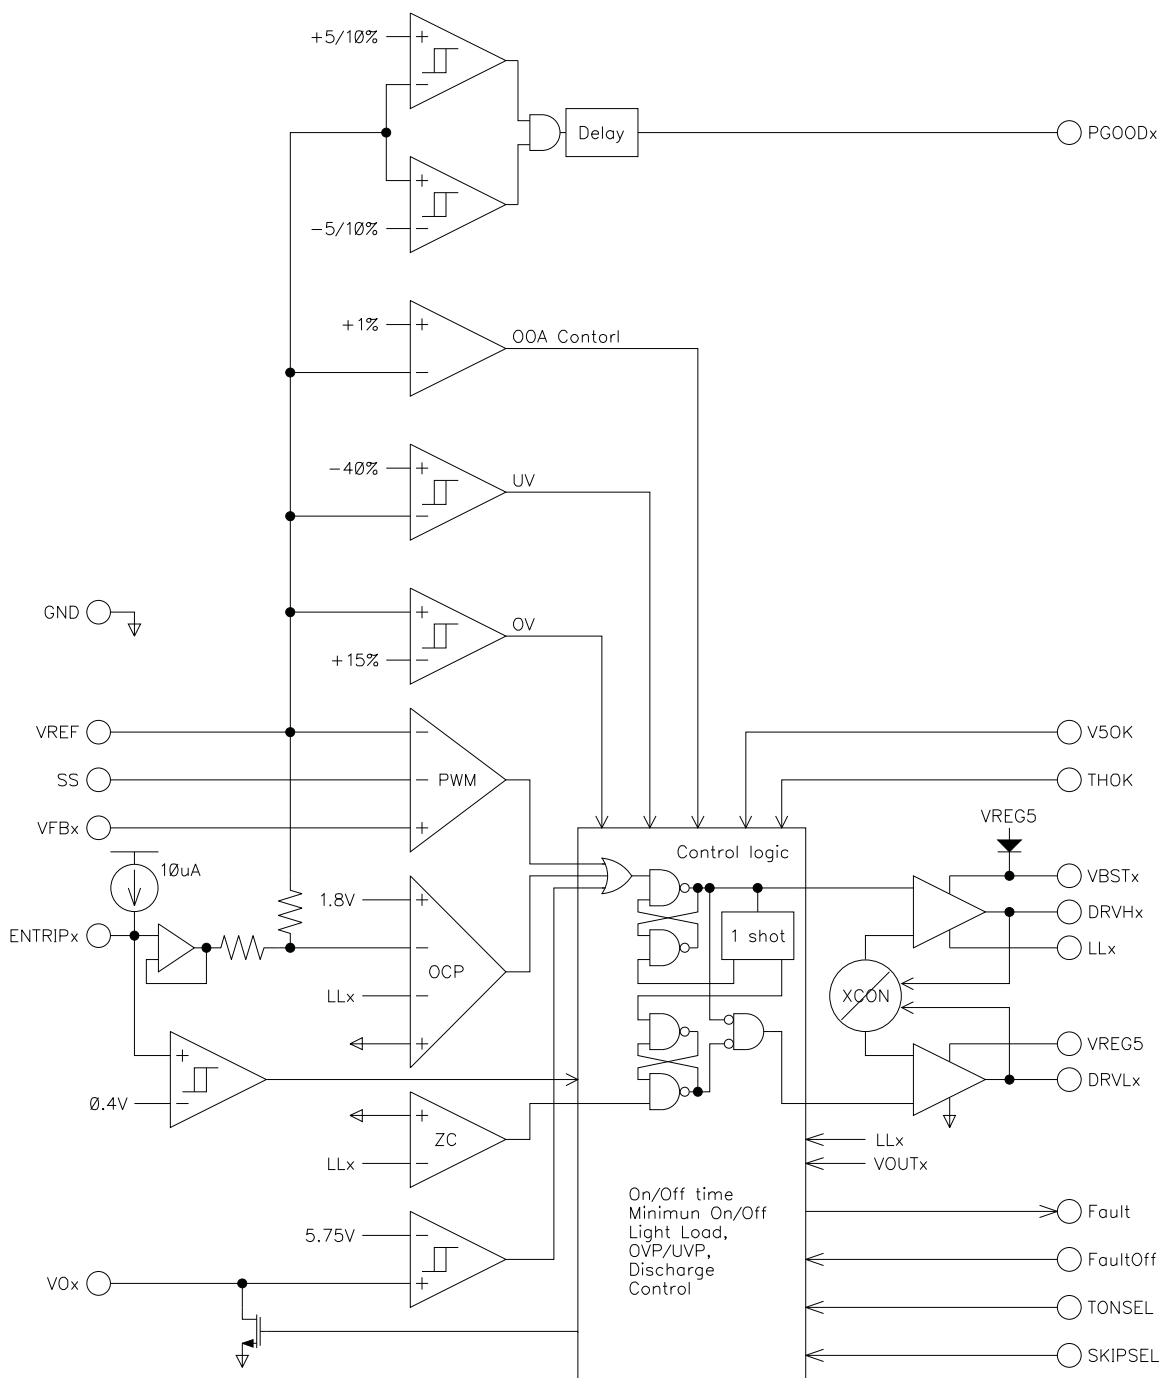 +5/10%
Delay
PGOODx
-5/10%
+1%
OOA Contorl
-40%
UV
GND
OV
+15%
VREF
V5OK
SS
PWM
THOK
VFBx
VREG5
Control logic
10uA
VBSTx
1.8V
DRVHx
ENTRIPx
1 shot
LLx
OCP
LLx
XCON
VREG5
0.4V
DRVLx
ZC
LLx
LLx
VOUTx
On/Off time
Minimun On/Off
Light Load,
OVP/UVP,
Discharge
Control
Fault
5.75V
FaultOff
VOx
TONSEL
SKIPSEL